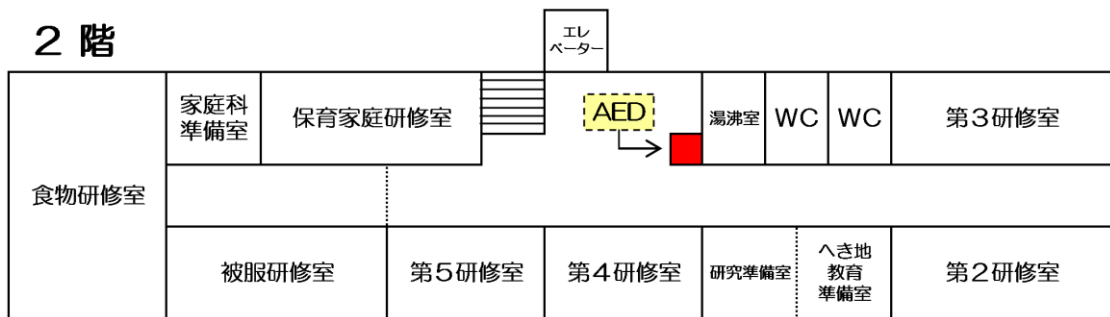 2 階
エレ
ベーター
家庭科
準備室
保育家庭研修室
AED
湯沸室
WC
WC
第3研修室
食物研修室
被服研修室
第5研修室
第4研修室
研究準備室
へき地
教育
準備室
第2研修室